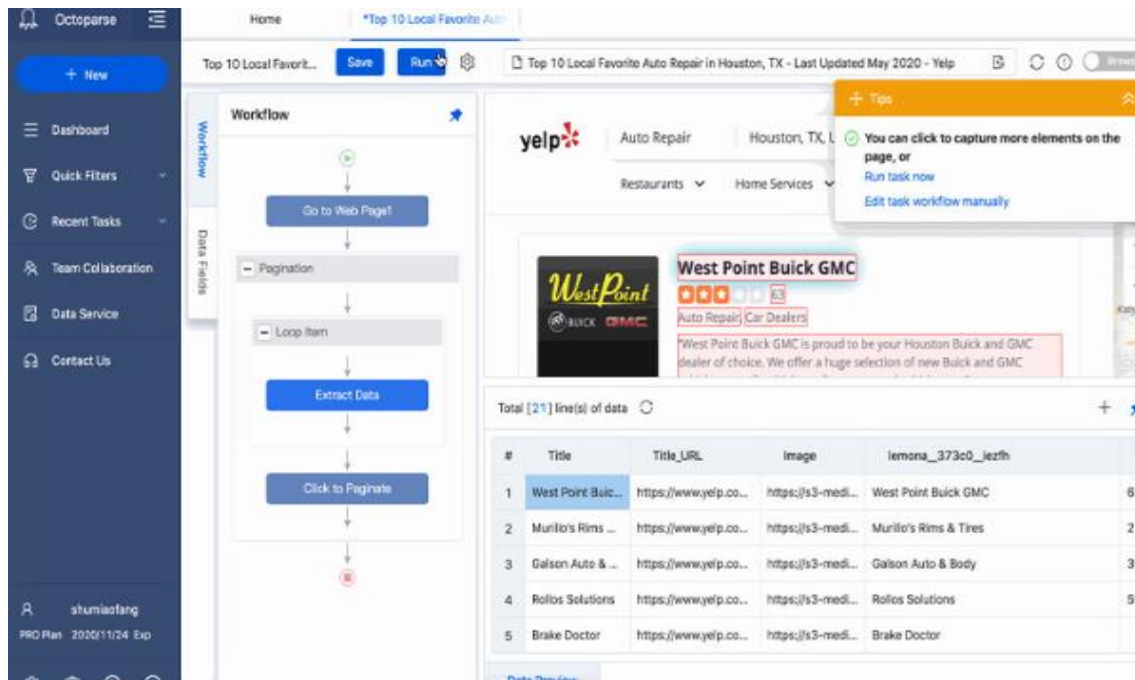 Octoparse
Home
*Top 10 Local Favorite Auto
+ New
Top 10 Local Favorit...
Save
Run
Top 10 Local Favorite Auto Repair in Houston, TX - Last Updated May 2020 - Yelp
Dashboard
Quick Filters
Recent Tasks
Team Collaboration
Data Service
Contact Us
shumiaofang
PRO Plan 2020/11/24 Exp
Workflow
Data Fields
Workflow
Go to Web Page1
Pagination
Loop Item
Extract Data
Click to Paginate
yelp
Auto Repair
Houston, TX, U
Restaurants
Home Services
Tips
You can click to capture more elements on the
page, or
Run task now
Edit task workflow manually
WestPoint
BUICK GMC
West Point Buick GMC
63
Auto Repair, Car Dealers
"West Point Buick GMC is proud to be your Houston Buick and GMC
dealer of choice. We offer a huge selection of new Buick and GMC
Total [21] line(s) of data
# Title Title_URL Image lemona__373c0__iezfh
1 West Point Buic... https://www.yelp.co... https://s3-medi... West Point Buick GMC 6
2 Murillo's Rims ... https://www.yelp.co... https://s3-medi... Murillo's Rims & Tires 2
3 Galson Auto & ... https://www.yelp.co... https://s3-medi... Galson Auto & Body 3
4 Rollos Solutions https://www.yelp.co... https://s3-medi... Rollos Solutions 5
5 Brake Doctor https://www.yelp.co... https://s3-medi... Brake Doctor
Data Preview